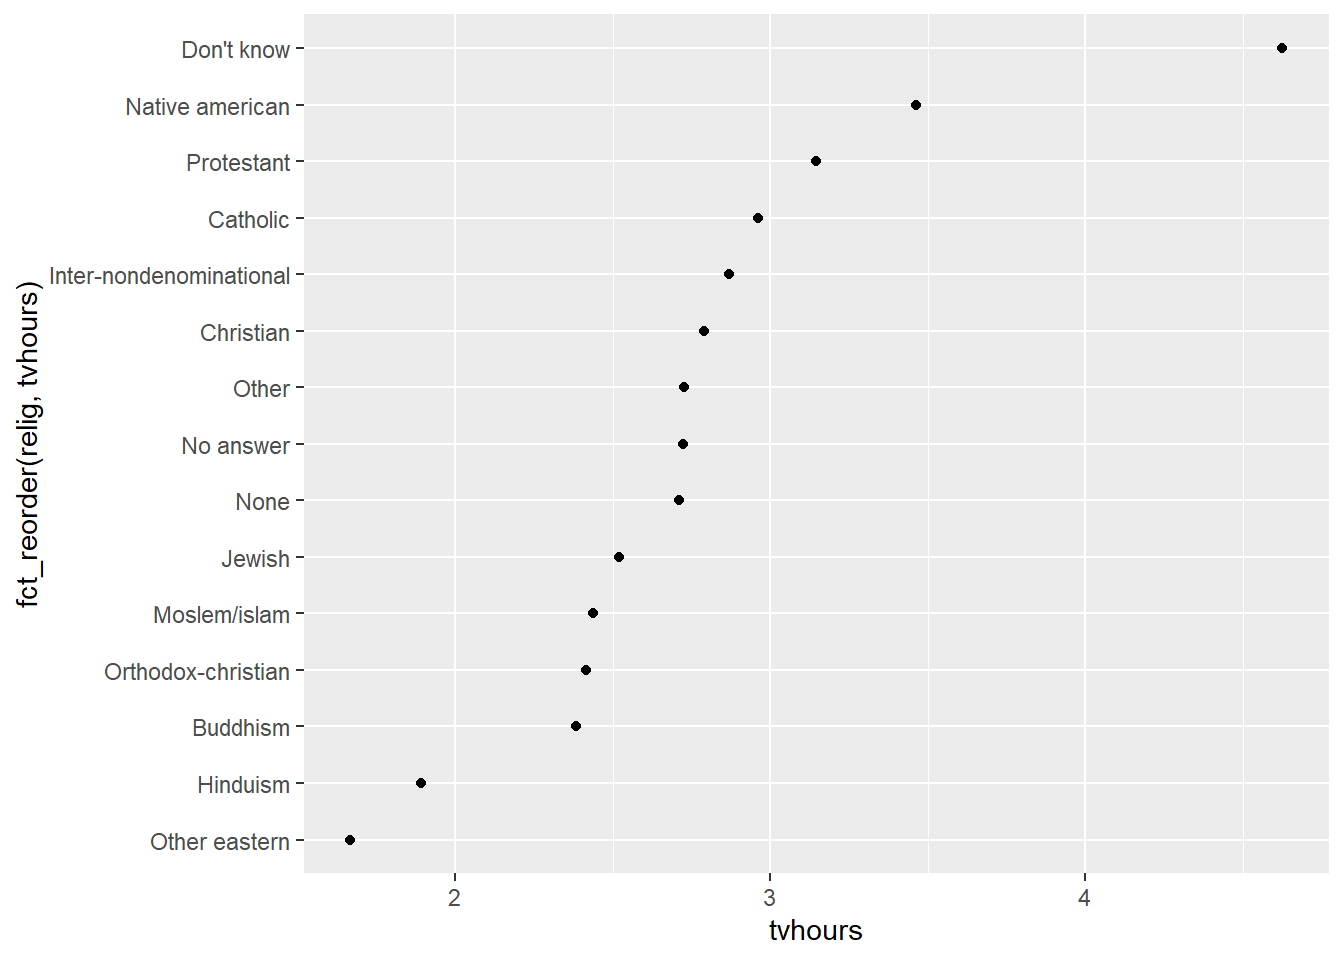 Don't know
Native american
Protestant
Catholic
Inter-nondenominational
Christian
Other
No answer
None
Jewish
Moslem/islam
Orthodox-christian
Buddhism
Hinduism
Other eastern
fct_reorder(relig, tvhours)
2 3 4
tvhours